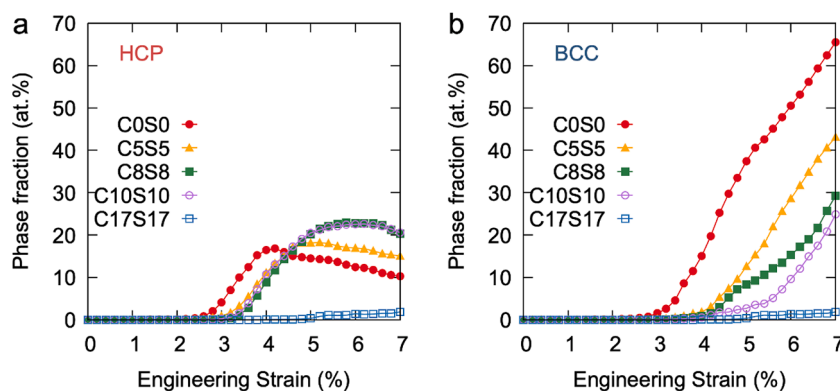 a
HCP
Phase fraction (at.%)
70
60
50
40
30
20
10
0
C0S0
C5S5
C8S8
C10S10
C17S17
0 1 2 3 4 5 6 7
Engineering Strain (%)
b
BCC
Phase fraction (at.%)
70
60
50
40
30
20
10
0
C0S0
C5S5
C8S8
C10S10
C17S17
0 1 2 3 4 5 6 7
Engineering Strain (%)